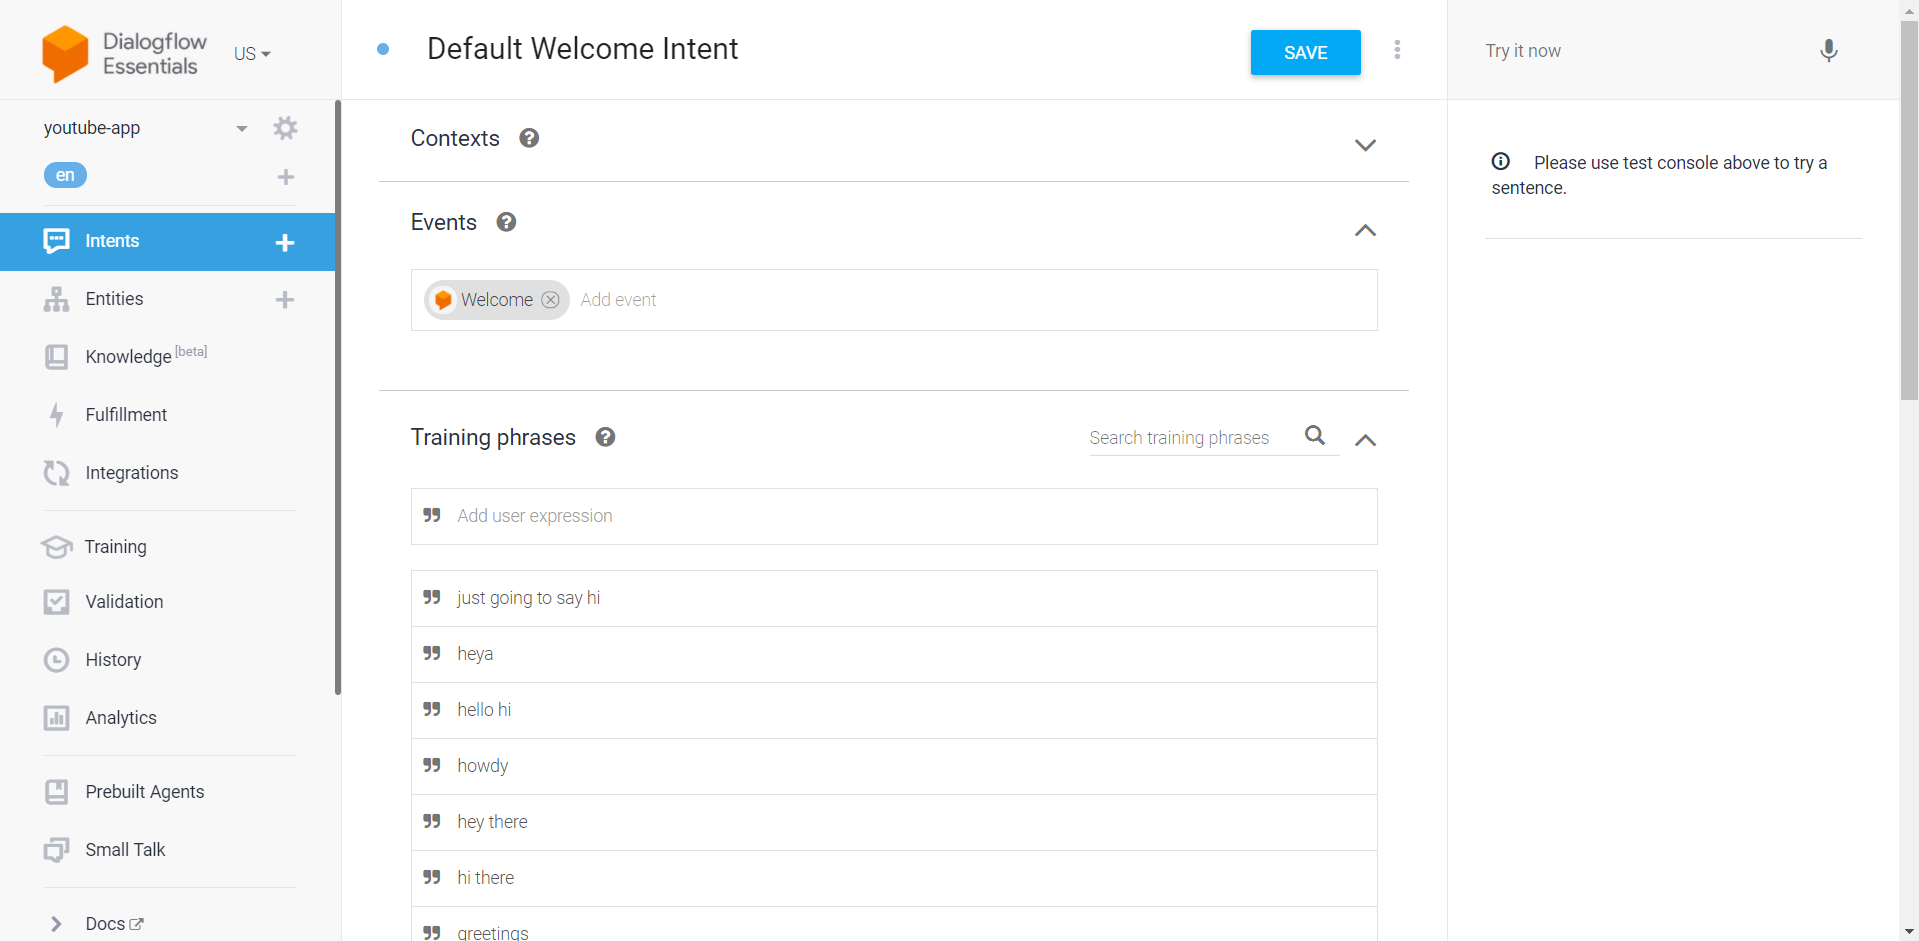 Dialogflow
Essentials
US
youtube-app
en
Intents
Entities
Knowledge [beta]
Fulfillment
Integrations
Training
Validation
History
Analytics
Prebuilt Agents
Small Talk
Docs
Default Welcome Intent
SAVE
Contexts
Events
Welcome Add event
Training phrases
Search training phrases
Add user expression
just going to say hi
heya
hello hi
howdy
hey there
hi there
greetings
Try it now
Please use test console above to try a
sentence.